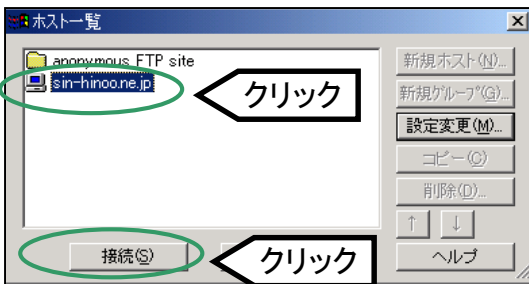 ホスト一覧
anonymous FTP site
sin-hinoo.ne.jp
クリック
新規ホスト(N)...
新規グループ(G)...
設定変更(M)...
コピー(C)
削除(D)...
↑ ↓
接続(S)
クリック
ヘルプ